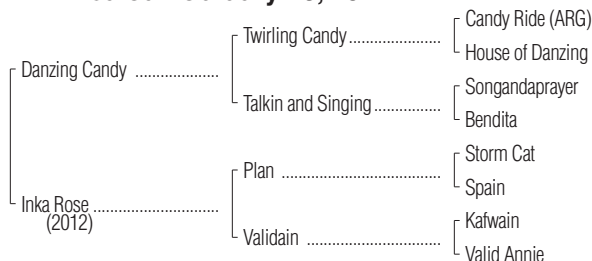 Candy Ride (ARG)
Twirling Candy
House of Danzing
Danzing Candy
Songandaprayer
Talkin and Singing
Bendita
Storm Cat
Plan
Spain
Inka Rose
(2012)
Kafwain
Validain
Valid Annie